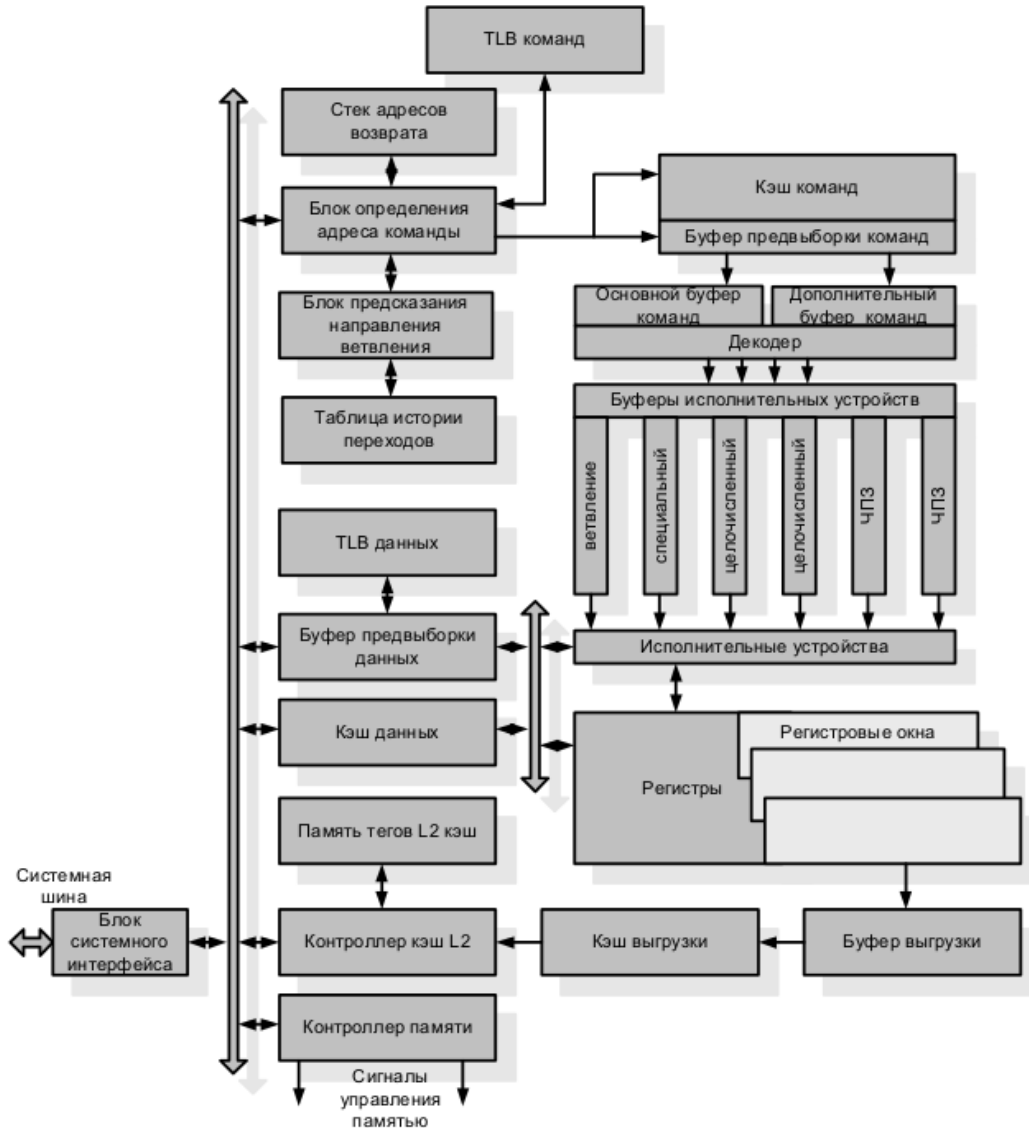 TLB команд
Стек адресов
возврата
Блок определения
адреса команды
Кэш команд
Буфер предвыборки команд
Блок предсказания
направления
ветвления
Основной буфер
команд
Дополнительный
буфер команд
Декодер
Таблица истории
переходов
Буферы исполнительных устройств
ветвление
специальный
целочисленный
целочисленный
ЧПЗ
ЧПЗ
TLB данных
Буфер предвыборки
данных
Исполнительные устройства
Кэш данных
Регистры
Регистровые окна
Память тегов L2 кэш
Системная
шина
Блок
системного
интерфейса
Контроллер кэш L2
Кэш выгрузки
Буфер выгрузки
Контроллер памяти
Сигналы
управления
памятью